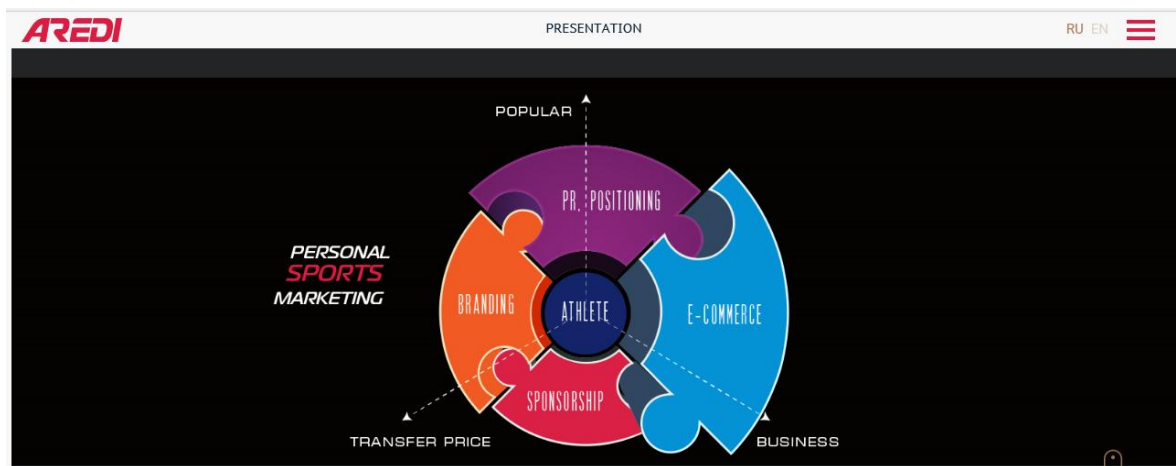 AREDI
PRESENTATION
RU EN
POPULAR
PR, POSITIONING
PERSONAL
SPORTS
MARKETING
BRANDING
ATHLETE
E-COMMERCE
SPONSORSHIP
TRANSFER PRICE
BUSINESS